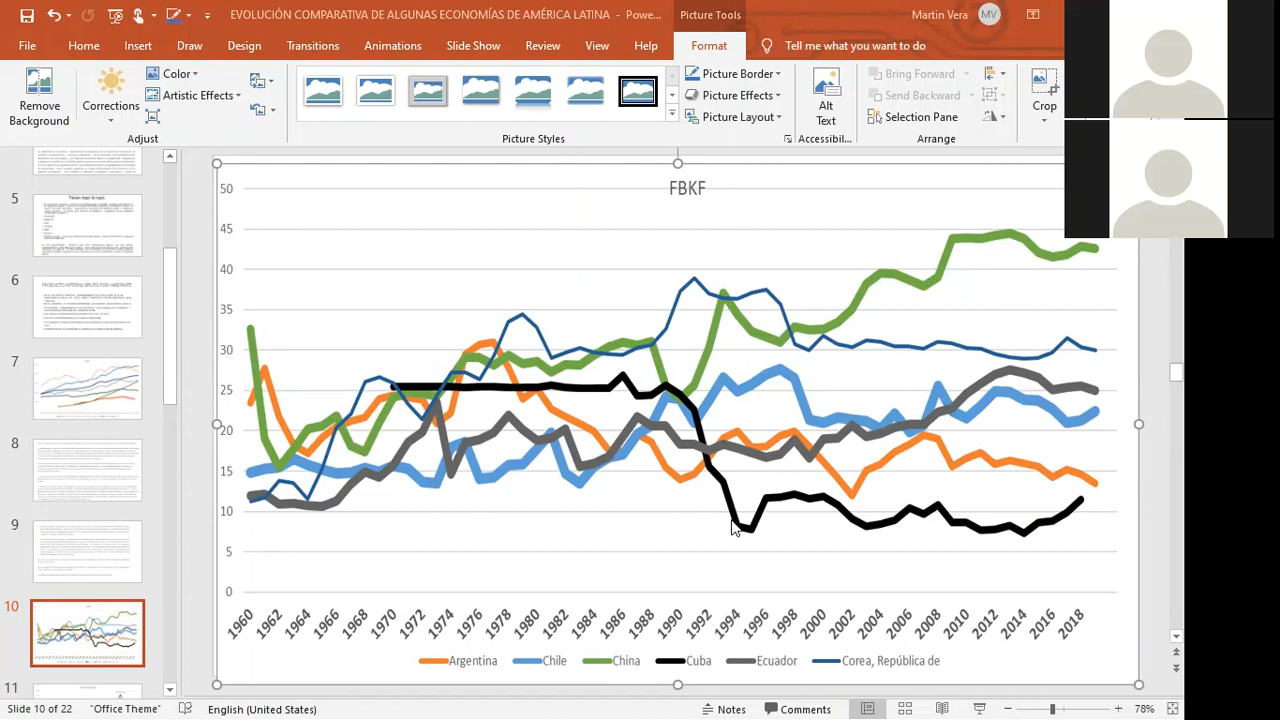 EVOLUCIÓN COMPARATIVA DE ALGUNAS ECONOMÍAS DE AMÉRICA LATINA - Powe...
Picture Tools
Martin Vera
MV
File Home Insert Draw Design Transitions Animations Slide Show Review View Help Format Tell me what you want to do
Remove Background
Corrections
Color
Artistic Effects
Adjust
Picture Styles
Picture Border
Picture Effects
Picture Layout
Alt Text
Accessibil...
Bring Forward
Send Backward
Selection Pane
Arrange
Crop
5
6
PRODUCTO INTERNO BRUTO POR HABITANTE
7
8
9
10
11
FBKF
50
45
40
35
30
25
20
15
10
5
0
1960 1962 1964 1966 1968 1970 1972 1974 1976 1978 1980 1982 1984 1986 1988 1990 1992 1994 1996 1998 2000 2002 2004 2006 2008 2010 2012 2014 2016 2018
Argentina Chile China Cuba Ecuador Corea, República de
Slide 10 of 22 "Office Theme" English (United States) Notes Comments 78%